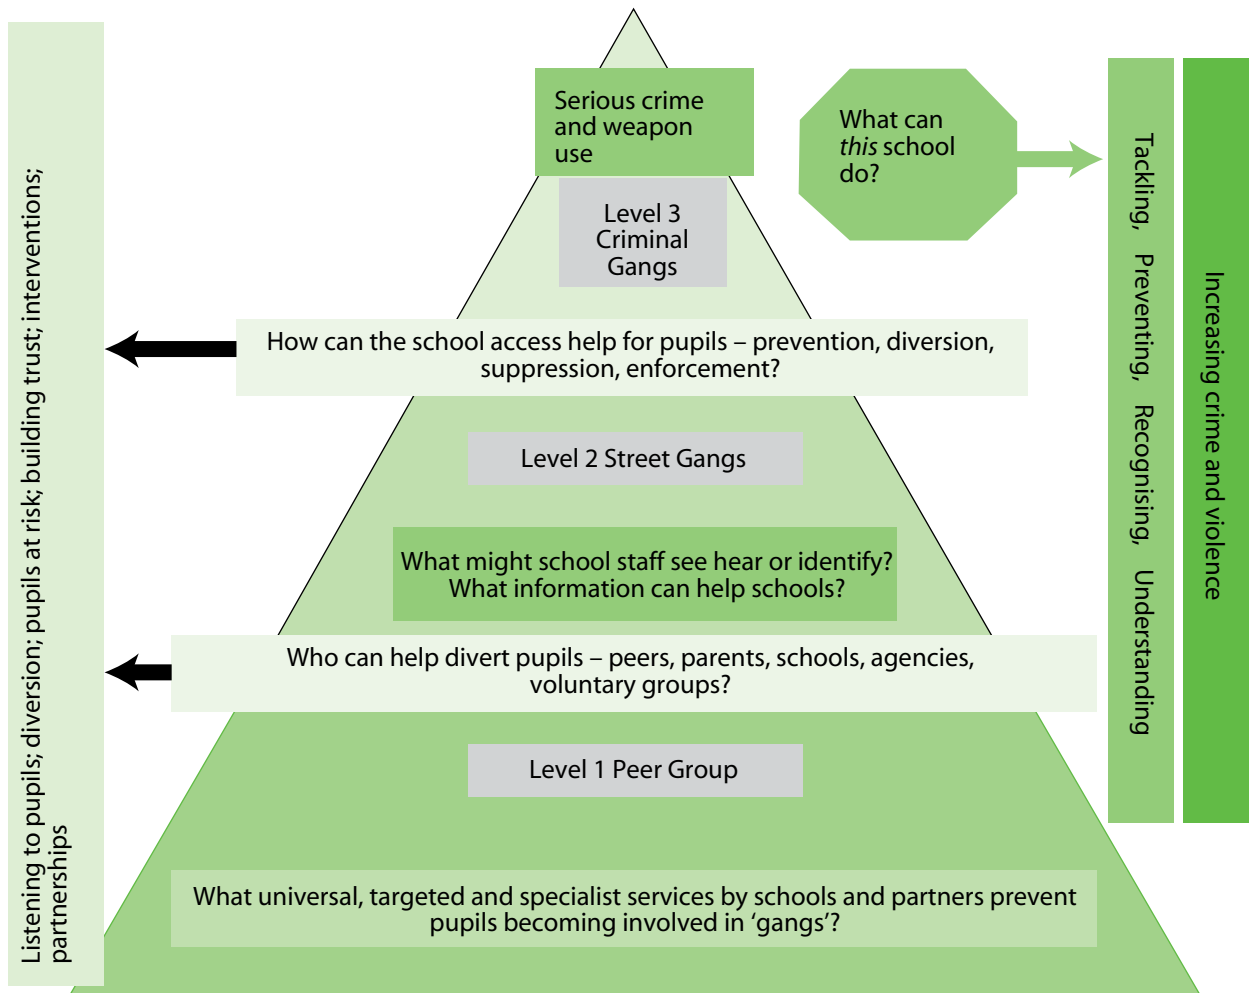 Serious crime
and weapon
use
What can
this school
do?
Level 3
Criminal
Gangs
How can the school access help for pupils – prevention, diversion,
suppression, enforcement?
Level 2 Street Gangs
What might school staff see hear or identify?
What information can help schools?
Who can help divert pupils – peers, parents, schools, agencies,
voluntary groups?
Level 1 Peer Group
What universal, targeted and specialist services by schools and partners prevent
pupils becoming involved in ‘gangs’?
Listening to pupils; diversion; pupils at risk; building trust; interventions;
partnerships
Tackling, Preventing, Recognising, Understanding
Increasing crime and violence